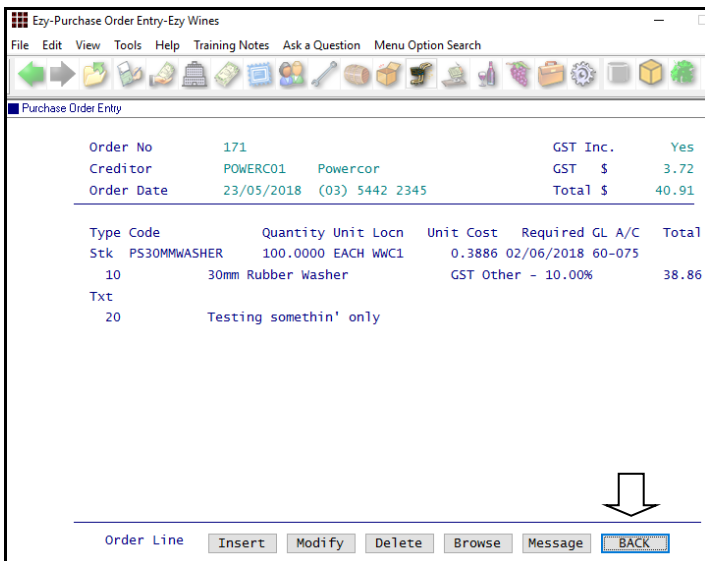 Ezy-Purchase Order Entry-Ezy Wines
File Edit View Tools Help Training Notes Ask a Question Menu Option Search
Purchase Order Entry
Order No 171 GST Inc. Yes
Creditor POWERC01 Powercor GST $ 3.72
Order Date 23/05/2018 (03) 5442 2345 Total $ 40.91
Type Code Quantity Unit Locn Unit Cost Required GL A/C Total
Stk PS30MMWASHER 100.0000 EACH WWC1 0.3886 02/06/2018 60-075
10 30mm Rubber Washer GST Other - 10.00% 38.86
Txt
20 Testing somethin' only
Order Line Insert Modify Delete Browse Message BACK